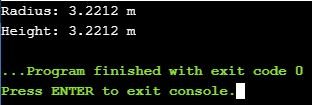 Radius: 3.2212 m
Height: 3.2212 m
...Program finished with exit code 0
Press ENTER to exit console.